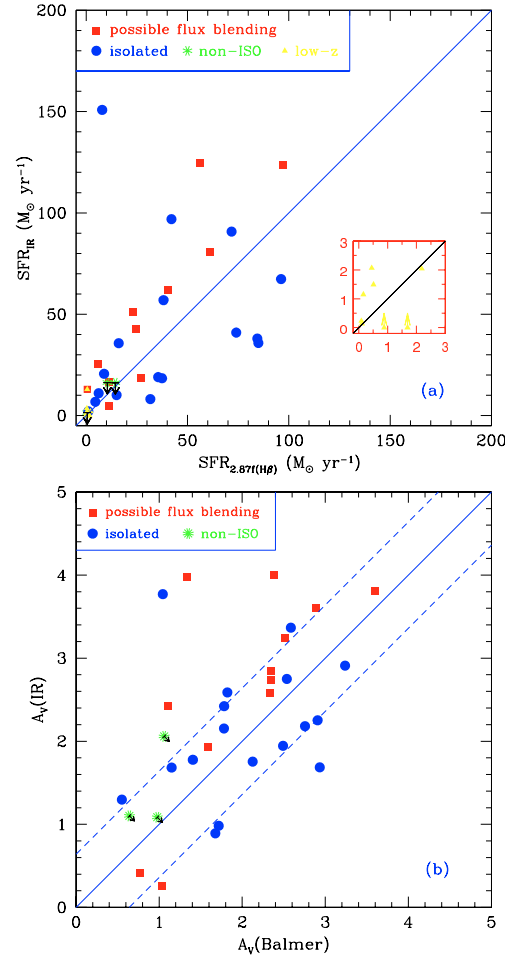 possible flux blending
isolated non-ISO low-z
200
150
100
50
0
SFR_IR (M_⊙ yr⁻¹)
3
2
1
0
0 1 2 3
(a)
0 50 100 150 200
SFR_2.87f(Hβ) (M_⊙ yr⁻¹)
possible flux blending
isolated non-ISO
5
4
3
2
1
0
A_V(IR)
(b)
0 1 2 3 4 5
A_V(Balmer)